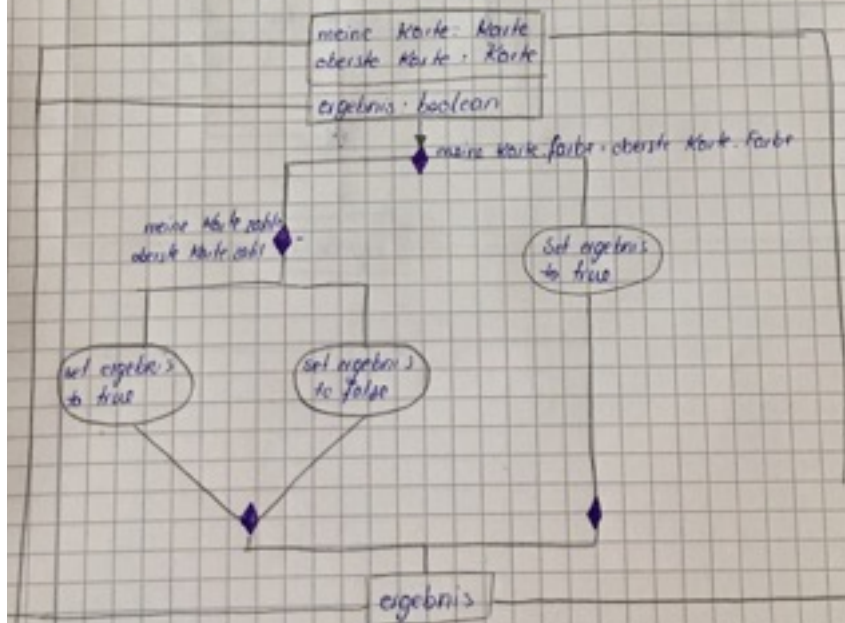 meine Karte: Karte
oberste Karte: Karte
ergebnis: boolean
meine Karte.farbe = oberste Karte.Farbe
meine Karte.zahl=
oberste Karte.zahl
Set ergebnis
to true
set ergebnis
to true
set ergebnis
to false
ergebnis